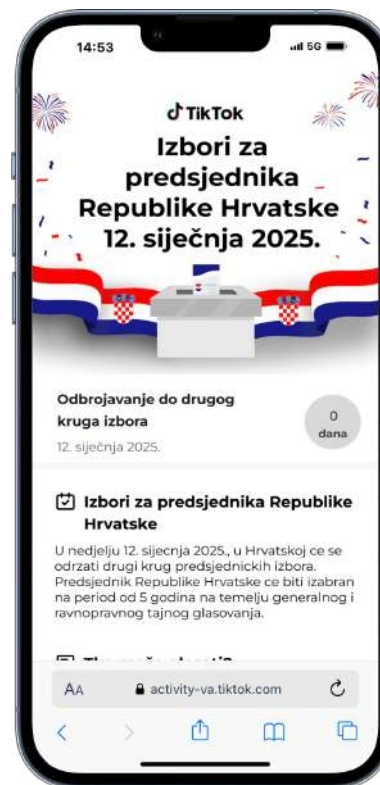 14:53
5G
TikTok
Izbori za
predsjednika
Republike Hrvatske
12. siječnja 2025.
Odbrojavanje do drugog
kruga izbora
12. siječnja 2025.
0
dana
Izbori za predsjednika Republike
Hrvatske
U nedjelju 12. sijecnja 2025., u Hrvatskoj ce se
odrzati drugi krug predsjednickih izbora.
Predsjednik Republike Hrvatske ce biti izabran
na period od 5 godina na temelju generalnog i
ravnopravnog tajnog glasovanja.
AA
activity-va.tiktok.com